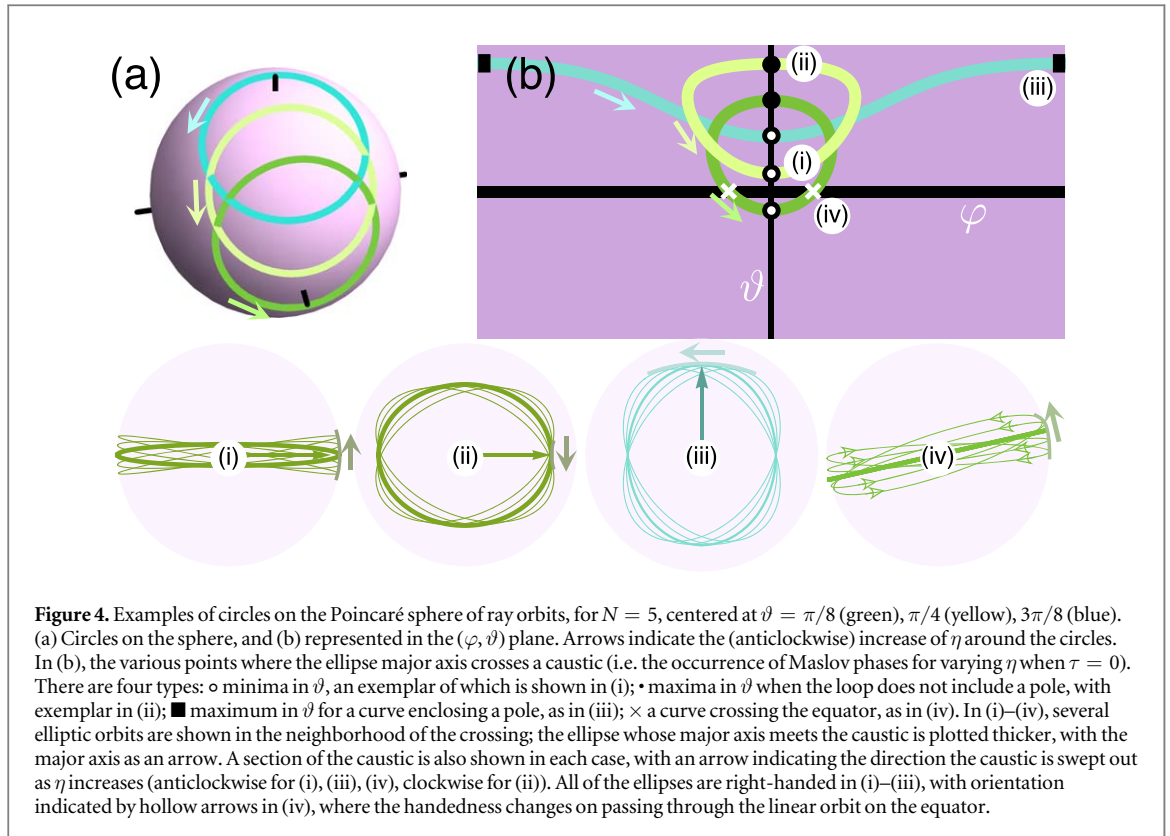 (a)
(b)
(ii)
(iii)
(i)
(iv)
φ
ϑ
(i)
(ii)
(iii)
(iv)
Figure 4. Examples of circles on the Poincaré sphere of ray orbits, for N = 5, centered at ϑ = π/8 (green), π/4 (yellow), 3π/8 (blue).
(a) Circles on the sphere, and (b) represented in the (φ, ϑ) plane. Arrows indicate the (anticlockwise) increase of η around the circles.
In (b), the various points where the ellipse major axis crosses a caustic (i.e. the occurrence of Maslov phases for varying η when τ = 0).
There are four types: ∘ minima in ϑ, an exemplar of which is shown in (i); • maxima in ϑ when the loop does not include a pole, with
exemplar in (ii); ■ maximum in ϑ for a curve enclosing a pole, as in (iii); × a curve crossing the equator, as in (iv). In (i)–(iv), several
elliptic orbits are shown in the neighborhood of the crossing; the ellipse whose major axis meets the caustic is plotted thicker, with the
major axis as an arrow. A section of the caustic is also shown in each case, with an arrow indicating the direction the caustic is swept out
as η increases (anticlockwise for (i), (iii), (iv), clockwise for (ii)). All of the ellipses are right-handed in (i)–(iii), with orientation
indicated by hollow arrows in (iv), where the handedness changes on passing through the linear orbit on the equator.